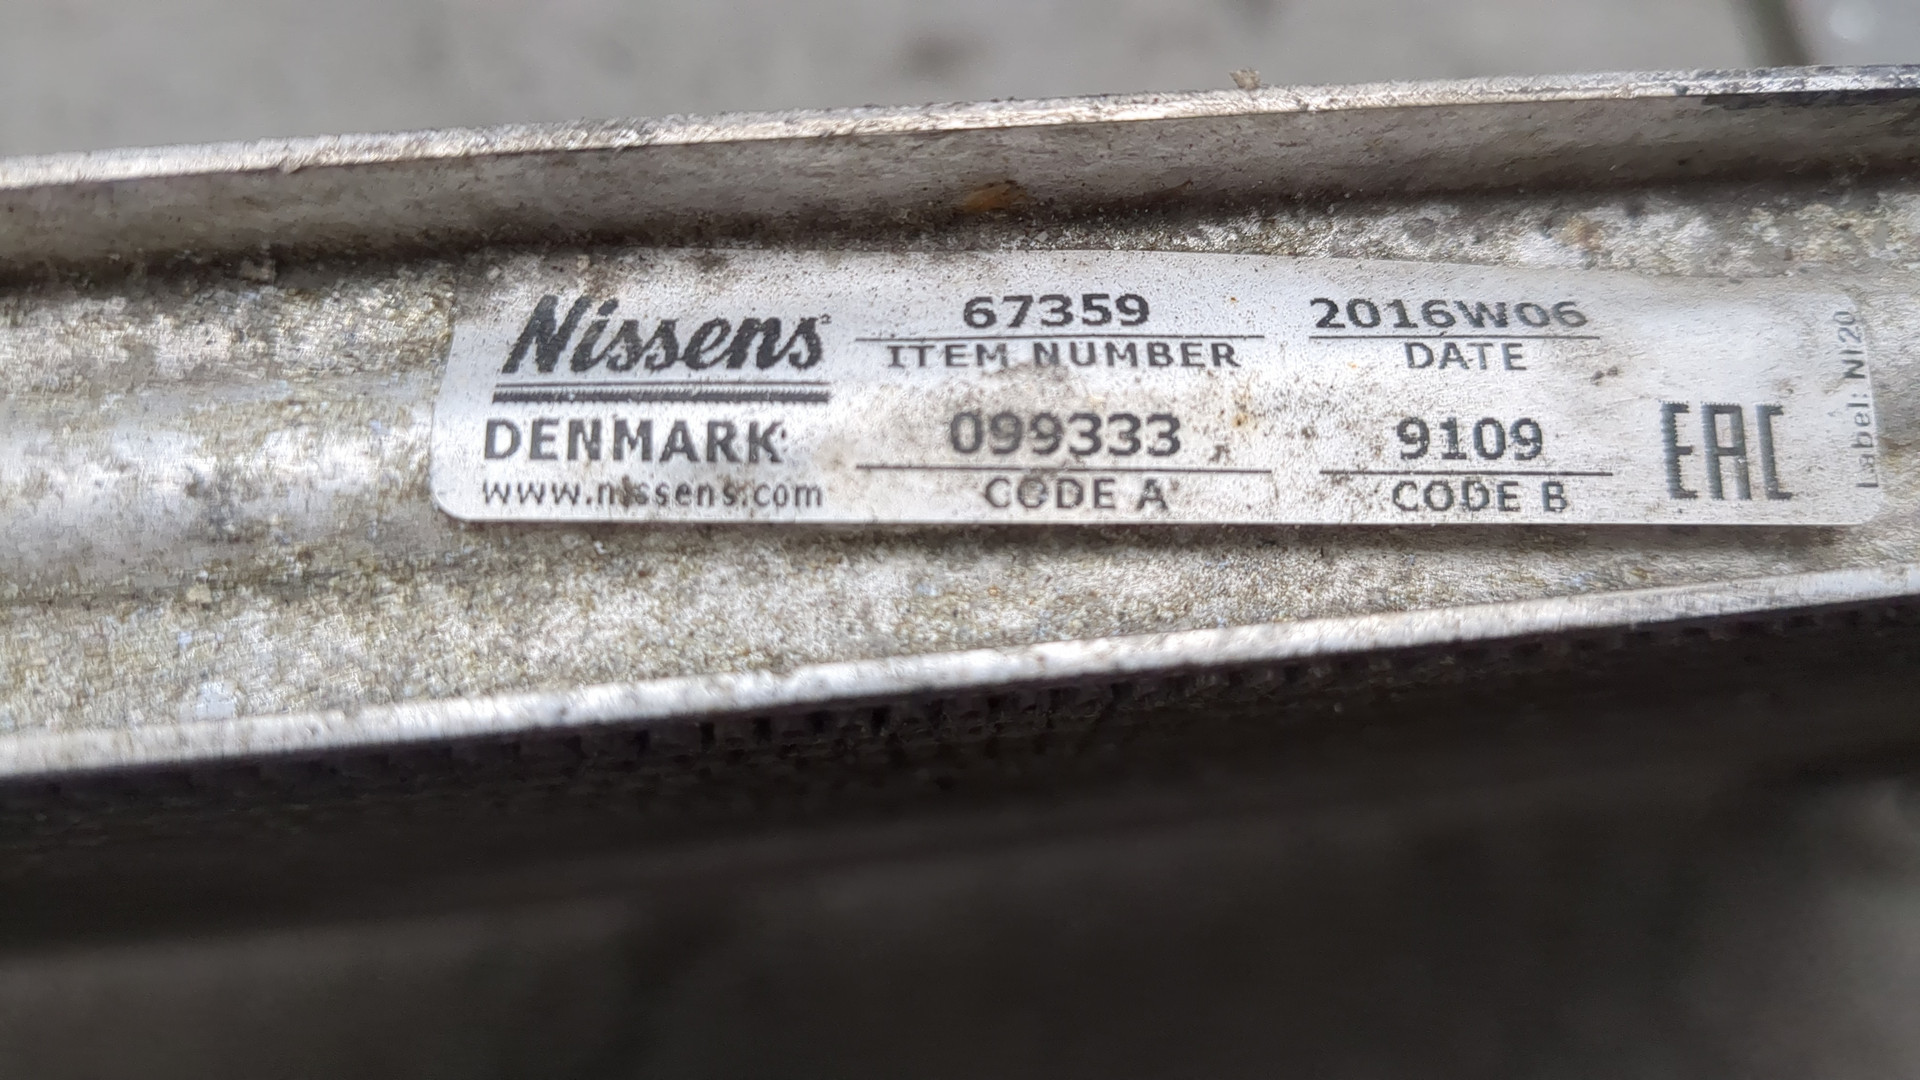 Nissens
DENMARK
www.nissens.com
67359
ITEM NUMBER
2016W06
DATE
099333
CODE A
9109
CODE B
EAC
Label: NI20